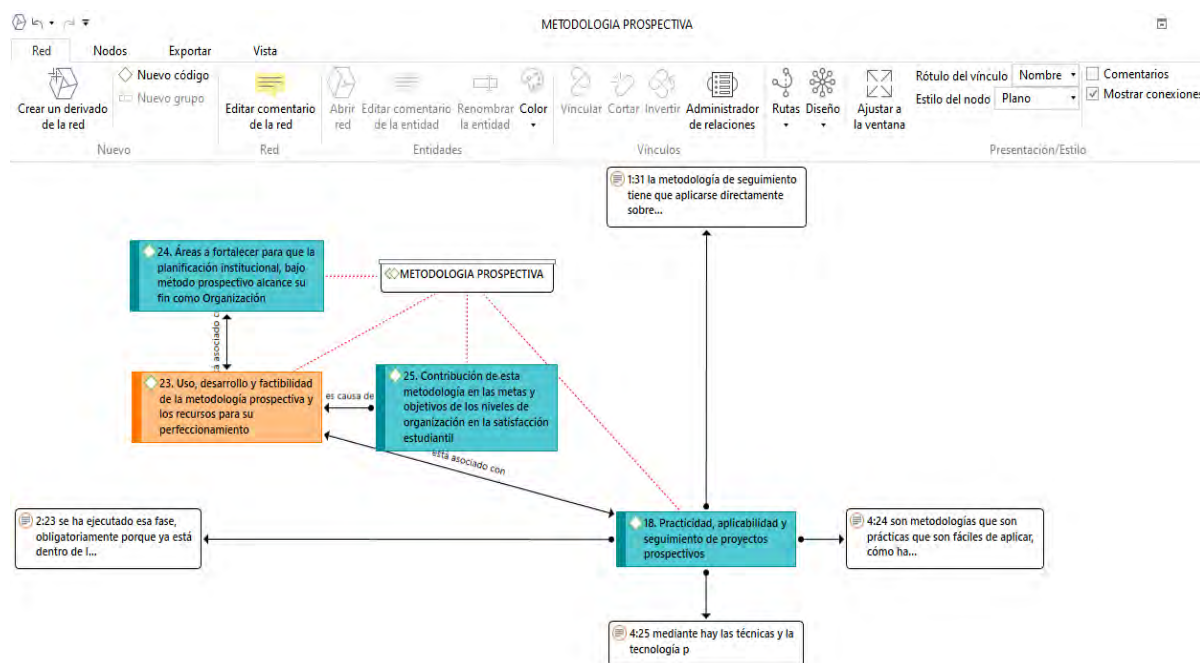 METODOLOGIA PROSPECTIVA
Red Nodos Exportar Vista
Crear un derivado
de la red
Nuevo código
Nuevo grupo
Nuevo
Editar comentario
de la red
Red
Abrir
red
Editar comentario
de la entidad
Renombrar
la entidad
Color
Entidades
Vincular
Cortar
Invertir
Administrador
de relaciones
Vínculos
Rutas
Diseño
Ajustar a
la ventana
Rótulo del vínculo Nombre
Estilo del nodo Plano
Comentarios
Mostrar conexiones
Presentación/Estilo
1:31 la metodología de seguimiento
tiene que aplicarse directamente
sobre...
24. Áreas a fortalecer para que la
planificación institucional, bajo
método prospectivo alcance su
fin como Organización
METODOLOGIA PROSPECTIVA
asociado
23. Uso, desarrollo y factibilidad
de la metodología prospectiva y
los recursos para su
perfeccionamiento
es causa de
25. Contribución de esta
metodología en las metas y
objetivos de los niveles de
organización en la satisfacción
estudiantil
está asociado con
2:23 se ha ejecutado esa fase,
obligatoriamente porque ya está
dentro de l...
18. Practicidad, aplicabilidad y
seguimiento de proyectos
prospectivos
4:24 son metodologías que son
prácticas que son fáciles de aplicar,
cómo ha...
4:25 mediante hay las técnicas y la
tecnología p